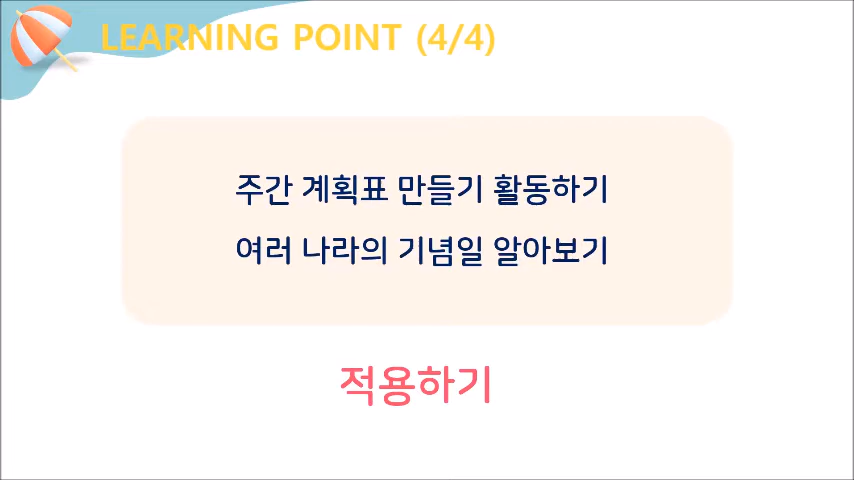 LEARNING POINT (4/4)
주간 계획표 만들기 활동하기
여러 나라의 기념일 알아보기
적용하기